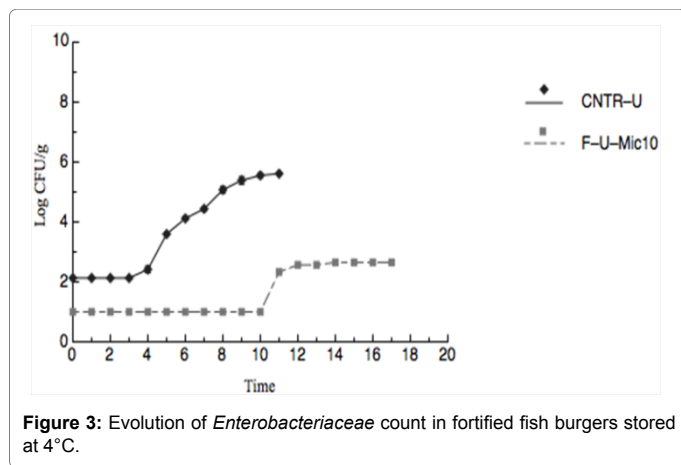 10
8
6
4
2
0
Log CFU/g
0 2 4 6 8 10 12 14 16 18 20
Time
CNTR–U
F–U–Mic10
Figure 3: Evolution of Enterobacteriaceae count in fortified fish burgers stored
at 4°C.